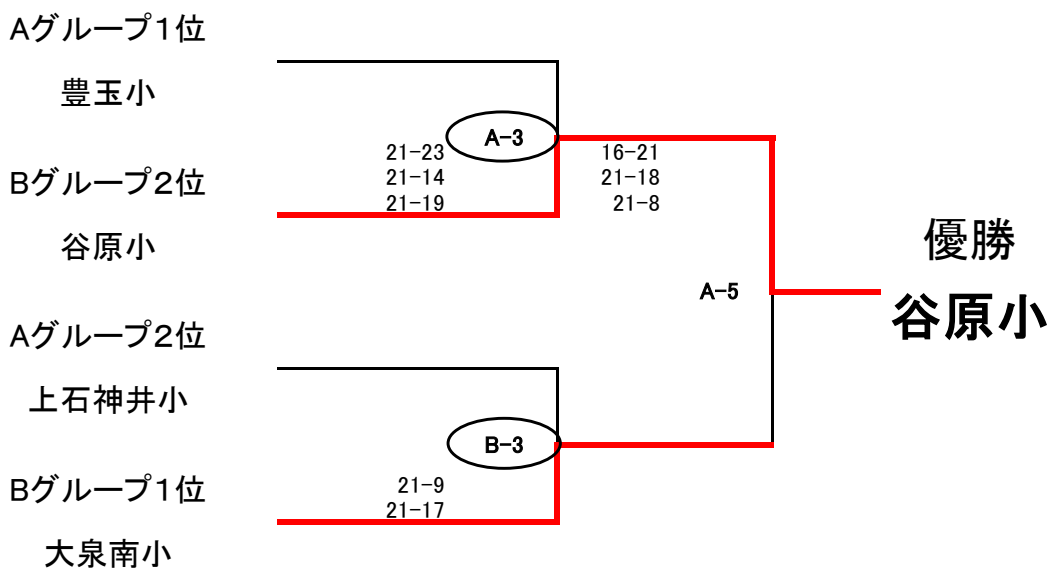 Aグループ1位
豊玉小
A-3
21-23
21-14
21-19
16-21
21-18
21-8
Bグループ2位
谷原小
優勝
谷原小
A-5
Aグループ2位
上石神井小
B-3
Bグループ1位
21-9
21-17
大泉南小